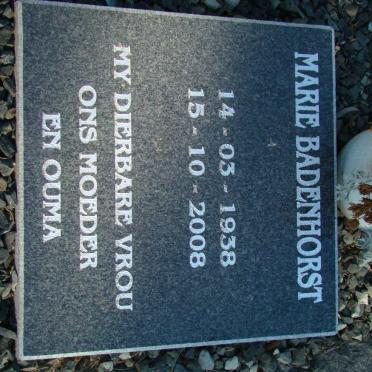 MARIE BADENHORST
14 - 03 - 1938
15 - 10 - 2008
MY DIERBARE VROU
ONS MOEDER
EN OUMA